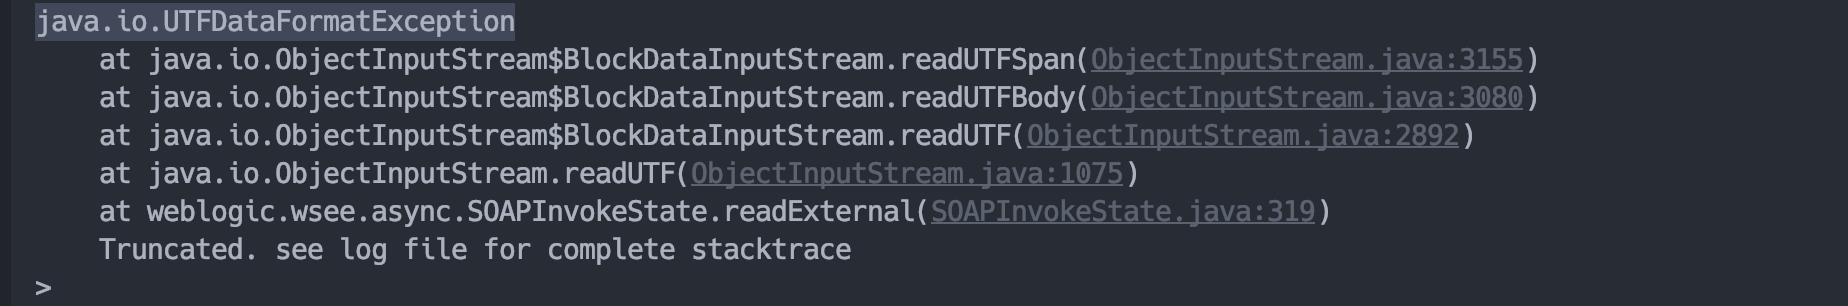 java.io.UTFDataFormatException
at java.io.ObjectInputStream$BlockDataInputStream.readUTFSpan(ObjectInputStream.java:3155)
at java.io.ObjectInputStream$BlockDataInputStream.readUTFBody(ObjectInputStream.java:3080)
at java.io.ObjectInputStream$BlockDataInputStream.readUTF(ObjectInputStream.java:2892)
at java.io.ObjectInputStream.readUTF(ObjectInputStream.java:1075)
at weblogic.wsee.async.SOAPInvokeState.readExternal(SOAPInvokeState.java:319)
Truncated. see log file for complete stacktrace
>